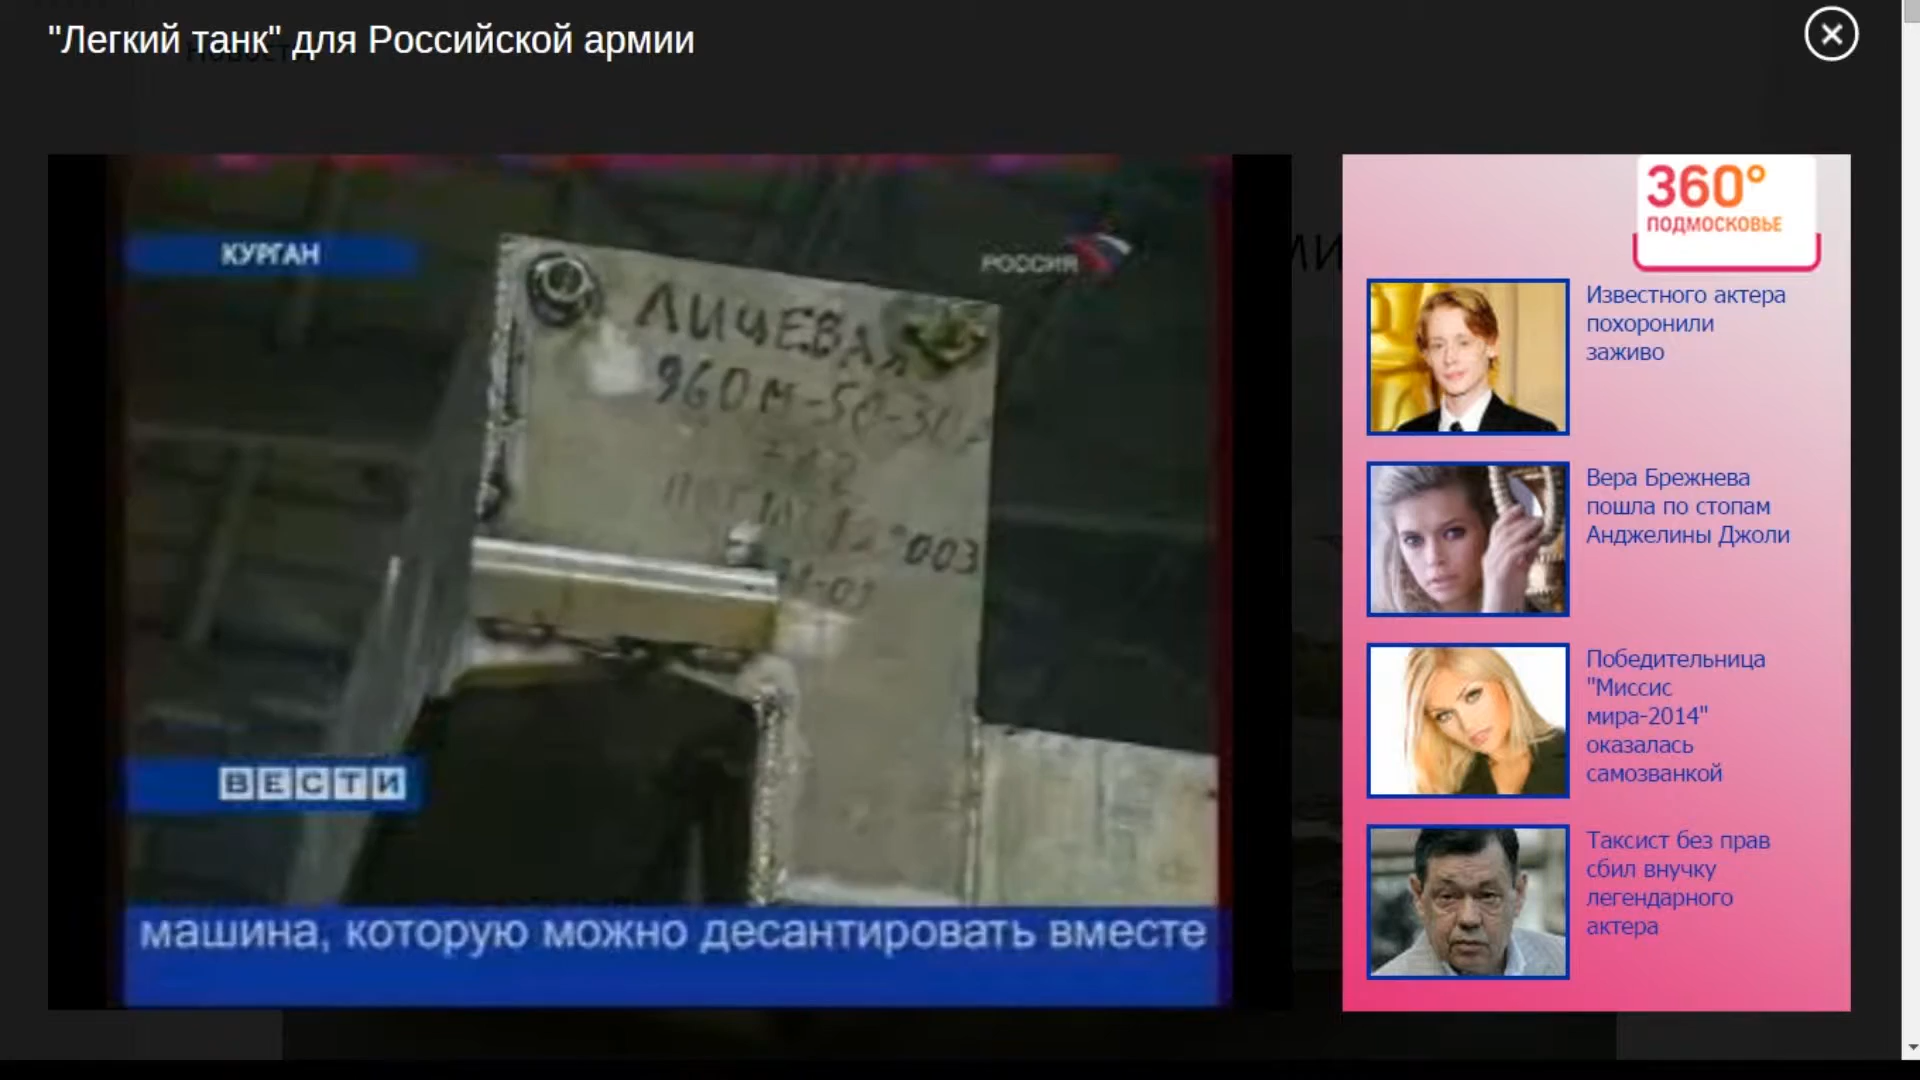 "Легкий танк" для Российской армии
КУРГАН
РОССИЯ
ЛИЦЕВАЯ
960М-50-
003
ВЕСТИ
машина, которую можно десантировать вместе
360°
ПОДМОСКОВЬЕ
Известного актера
похоронили
заживо
Вера Брежнева
пошла по стопам
Анджелины Джоли
Победительница
"Миссис
мира-2014"
оказалась
самозванкой
Таксист без прав
сбил внучку
легендарного
актера